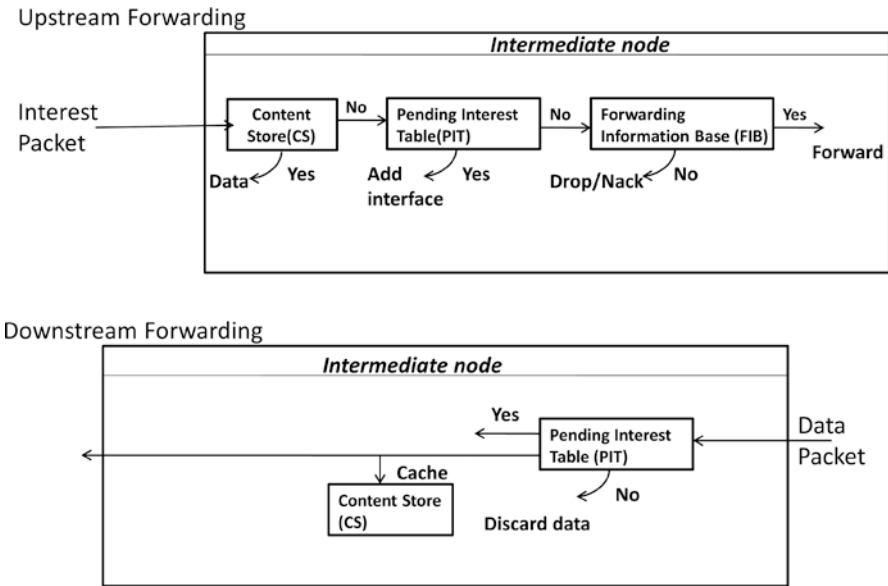 Upstream Forwarding
Intermediate node
Interest
Packet
Content
Store(CS)
No
Pending Interest
Table(PIT)
No
Forwarding
Information Base (FIB)
Yes
Forward
Data
Yes
Add
interface
Yes
Drop/Nack
No
Downstream Forwarding
Intermediate node
Yes
Pending Interest
Table (PIT)
Data
Packet
Cache
Content Store
(CS)
No
Discard data